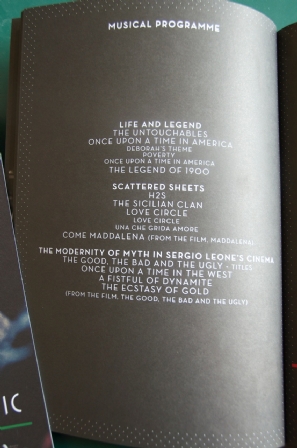 MUSICAL PROGRAMME
LIFE AND LEGEND
THE UNTOUCHABLES
ONCE UPON A TIME IN AMERICA
DEBORAH'S THEME
POVERTY
ONCE UPON A TIME IN AMERICA
THE LEGEND OF 1900
SCATTERED SHEETS
H2S
THE SICILIAN CLAN
LOVE CIRCLE
LOVE CIRCLE
UNA CHE GRIDA AMORE
COME MADDALENA (FROM THE FILM, MADDALENA)
THE MODERNITY OF MYTH IN SERGIO LEONE'S CINEMA
THE GOOD, THE BAD AND THE UGLY - TITLES
ONCE UPON A TIME IN THE WEST
A FISTFUL OF DYNAMITE
THE ECSTASY OF GOLD
(FROM THE FILM, THE GOOD, THE BAD AND THE UGLY)
IC